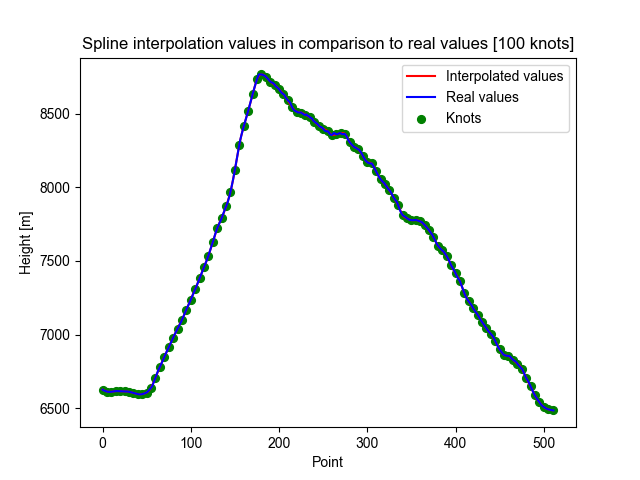 Spline interpolation values in comparison to real values [100 knots]
Interpolated values
Real values
Knots
8500
8000
7500
7000
6500
Height [m]
0 100 200 300 400 500
Point